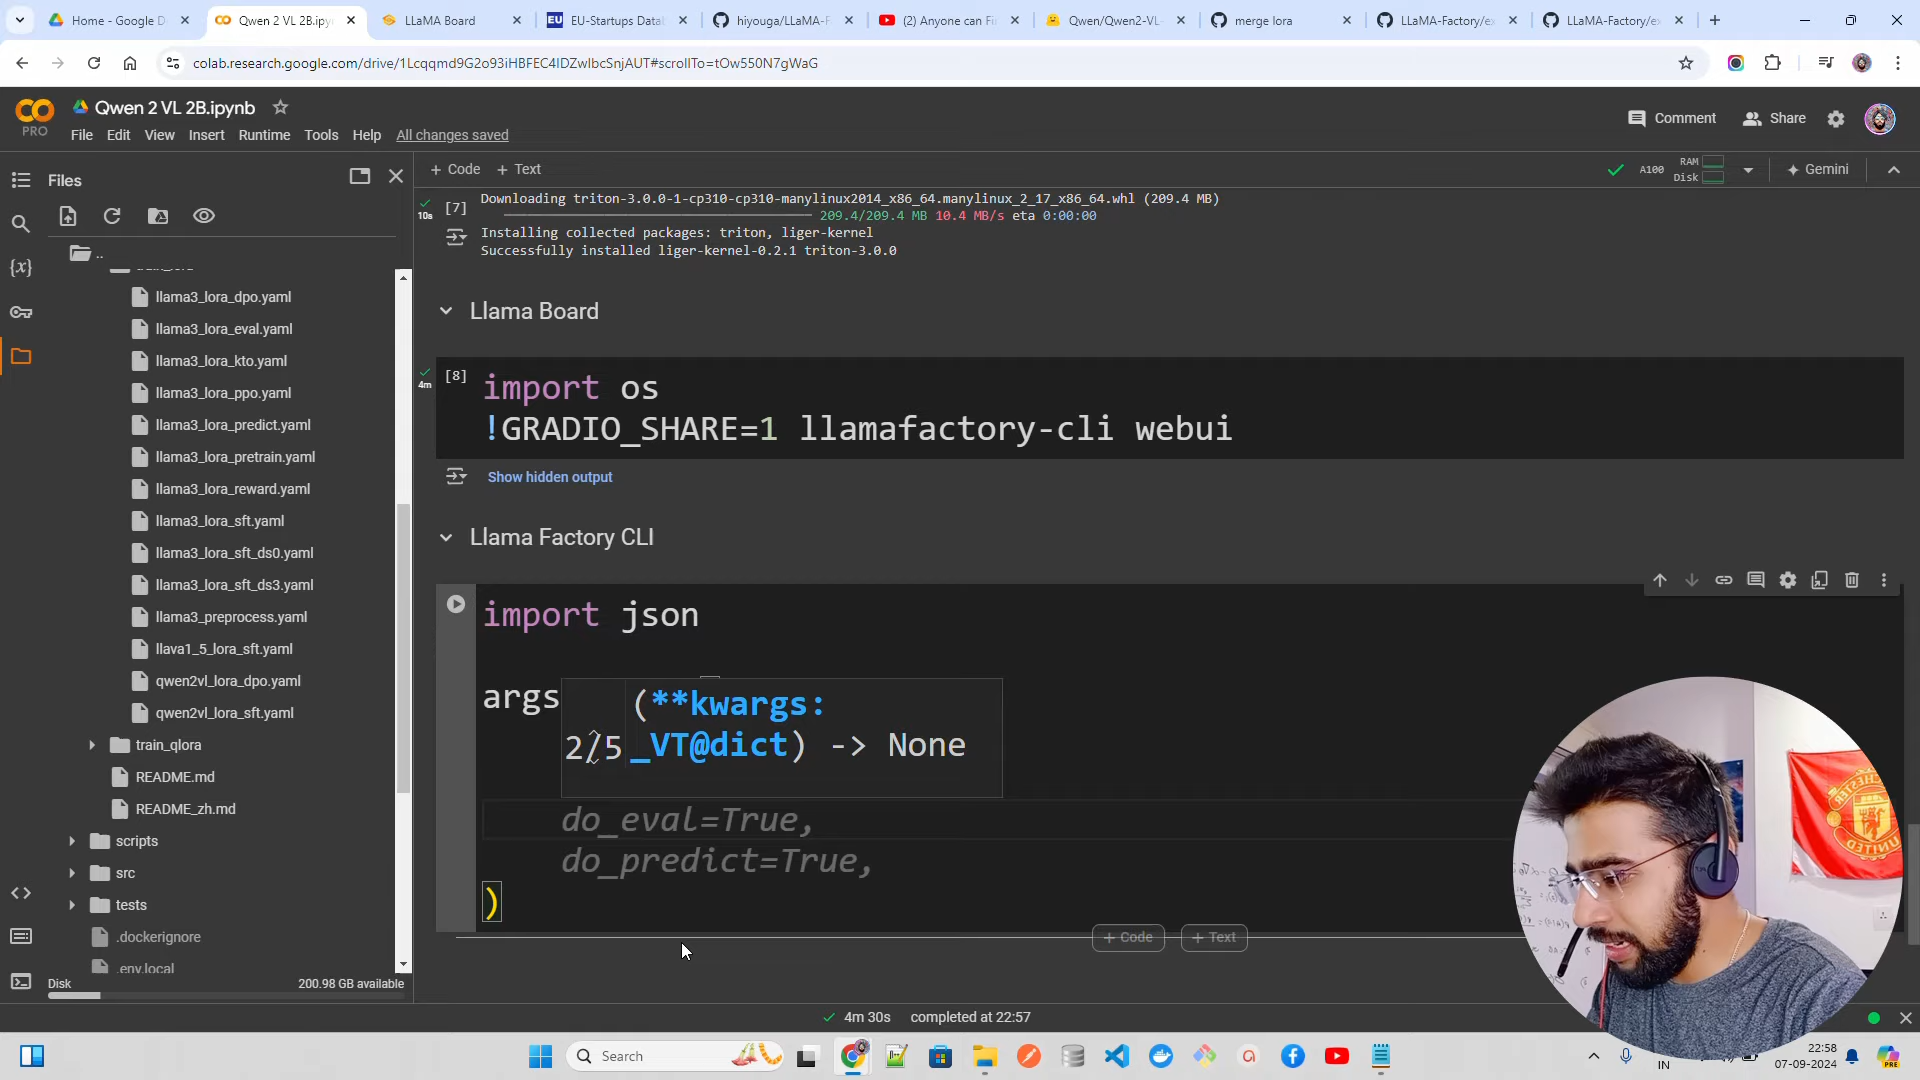 Home - Google D
Qwen 2 VL 2B.ipyn
LLaMA Board
EU-Startups Datab
hiyouga/LLaMA-F
(2) Anyone can Fi
Qwen/Qwen2-VL-
merge lora
LLaMA-Factory/ex
LLaMA-Factory/ex
colab.research.google.com/drive/1Lcqqmd9G2o93iHBFEC4IDZwIbcSnjAUT#scrollTo=tOw550N7gWaG
PRO
Qwen 2 VL 2B.ipynb
File Edit View Insert Runtime Tools Help All changes saved
Comment
Share
Files
+ Code + Text
A100
RAM
Disk
Gemini
..
llama3_lora_dpo.yaml
llama3_lora_eval.yaml
llama3_lora_kto.yaml
llama3_lora_ppo.yaml
llama3_lora_predict.yaml
llama3_lora_pretrain.yaml
llama3_lora_reward.yaml
llama3_lora_sft.yaml
llama3_lora_sft_ds0.yaml
llama3_lora_sft_ds3.yaml
llama3_preprocess.yaml
llava1_5_lora_sft.yaml
qwen2vl_lora_dpo.yaml
qwen2vl_lora_sft.yaml
train_qlora
README.md
README_zh.md
scripts
src
tests
.dockerignore
.env.local
Disk 200.98 GB available
10s
[7]
Downloading triton-3.0.0-1-cp310-cp310-manylinux2014_x86_64.manylinux_2_17_x86_64.whl (209.4 MB)
209.4/209.4 MB 10.4 MB/s eta 0:00:00
Installing collected packages: triton, liger-kernel
Successfully installed liger-kernel-0.2.1 triton-3.0.0
Llama Board
4m
[8]
import os
!GRADIO_SHARE=1 llamafactory-cli webui
Show hidden output
Llama Factory CLI
import json
args
2/5
(**kwargs:
_VT@dict) -> None
do_eval=True,
do_predict=True,
)
+ Code
+ Text
4m 30s completed at 22:57
MANCHESTER
UNITED
Search
IN
22:58
07-09-2024
PRE